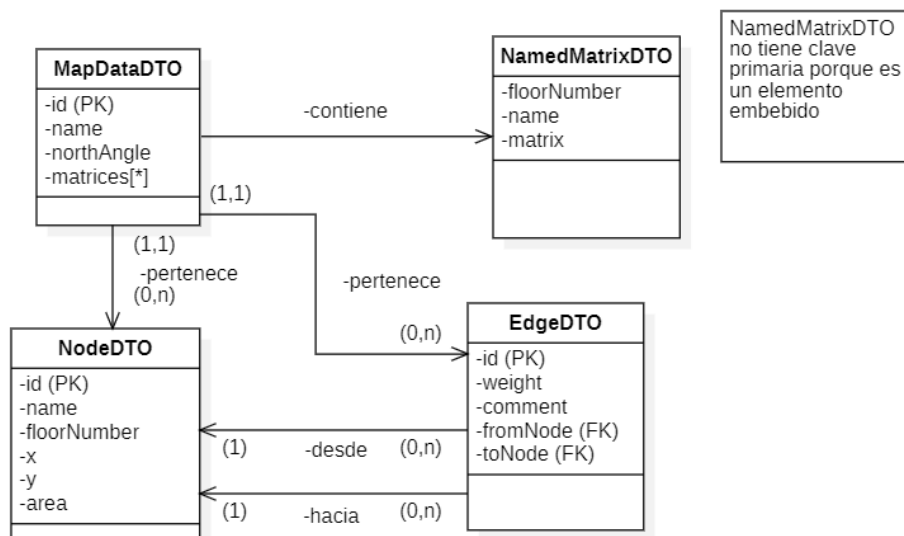 MapDataDTO
-id (PK)
-name
-northAngle
-matrices[*]
-contiene
NamedMatrixDTO
-floorNumber
-name
-matrix
NamedMatrixDTO
no tiene clave
primaria porque es
un elemento
embebido
(1,1)
(1,1)
-pertenece
(0,n)
-pertenece
(0,n)
NodeDTO
-id (PK)
-name
-floorNumber
-x
-y
-area
EdgeDTO
-id (PK)
-weight
-comment
-fromNode (FK)
-toNode (FK)
(1)
-desde
(0,n)
(1)
-hacia
(0,n)